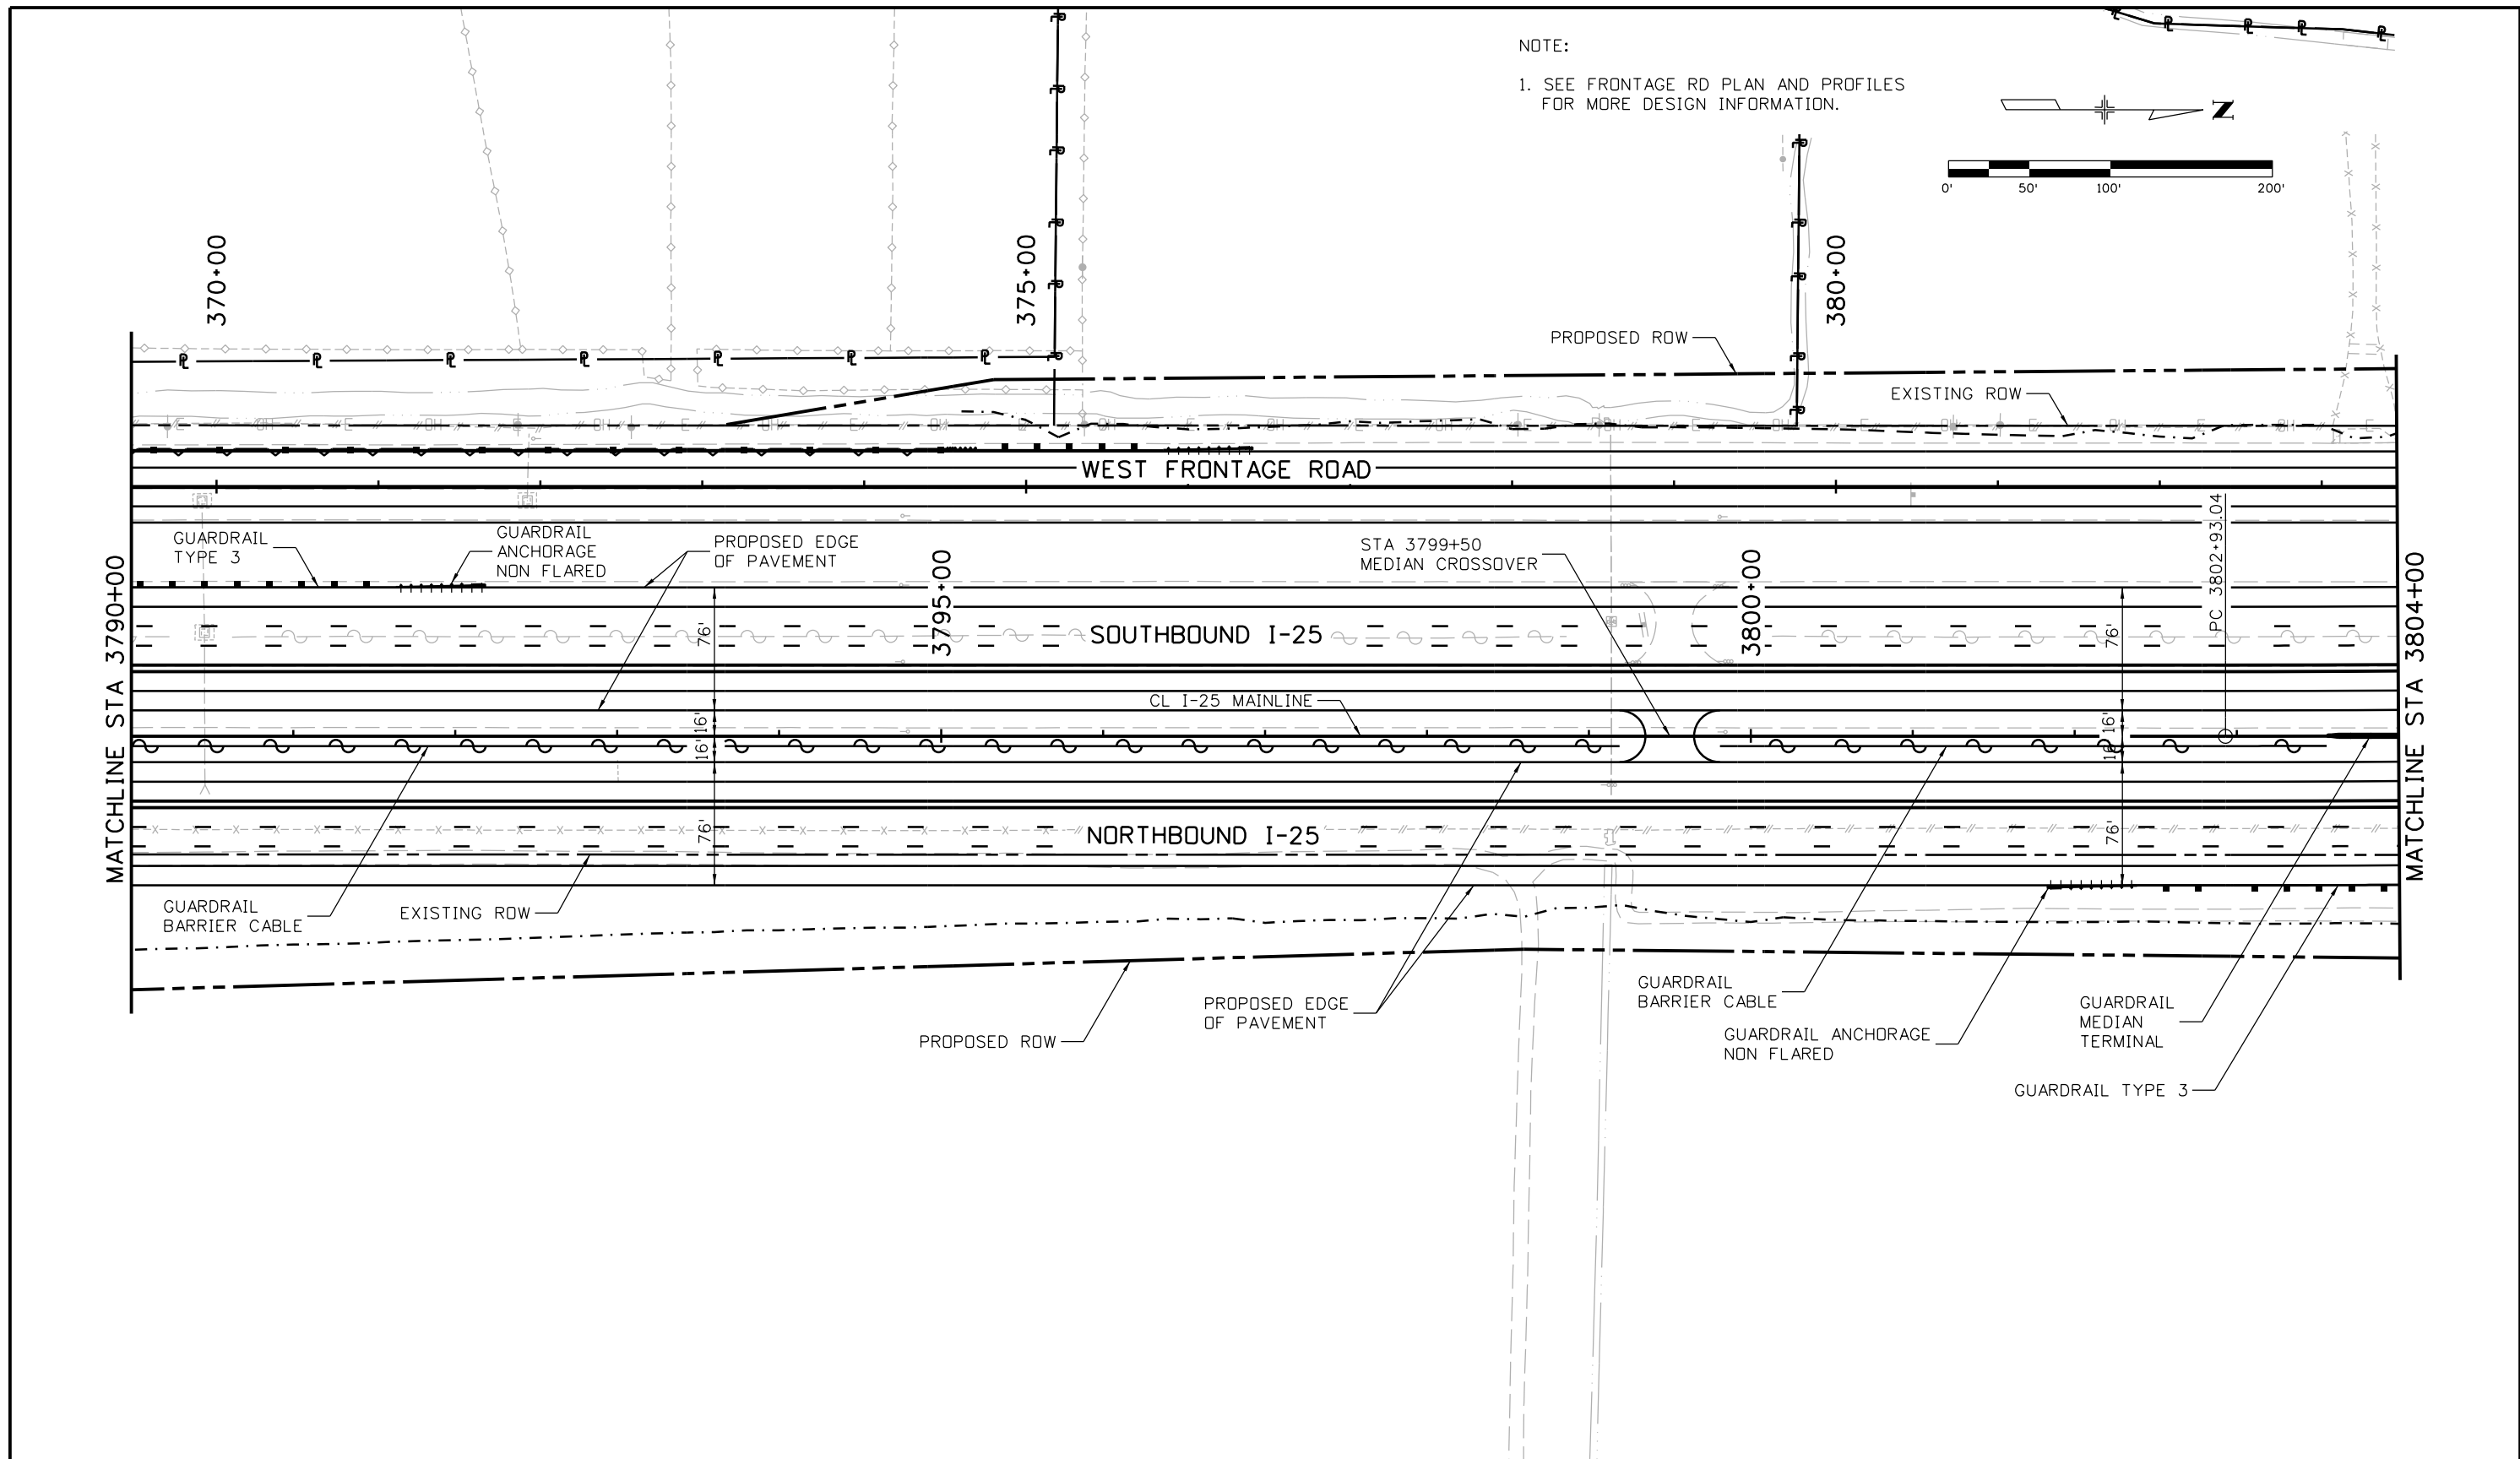 NOTE:
1. SEE FRONTAGE RD PLAN AND PROFILES
FOR MORE DESIGN INFORMATION.
N
0'
50'
100'
200'
370+00
375+00
380+00
PROPOSED ROW
EXISTING ROW
WEST FRONTAGE ROAD
GUARDRAIL
TYPE 3
GUARDRAIL
ANCHORAGE
NON FLARED
PROPOSED EDGE
OF PAVEMENT
STA 3799+50
MEDIAN CROSSOVER
MATCHLINE STA 3790+00
3795+00
3800+00
PC 3802+93.04
MATCHLINE STA 3804+00
76'
SOUTHBOUND I-25
76'
CL I-25 MAINLINE
16'
16'
16'
16'
76'
NORTHBOUND I-25
76'
GUARDRAIL
BARRIER CABLE
EXISTING ROW
PROPOSED ROW
PROPOSED EDGE
OF PAVEMENT
GUARDRAIL
BARRIER CABLE
GUARDRAIL ANCHORAGE
NON FLARED
GUARDRAIL
MEDIAN
TERMINAL
GUARDRAIL TYPE 3